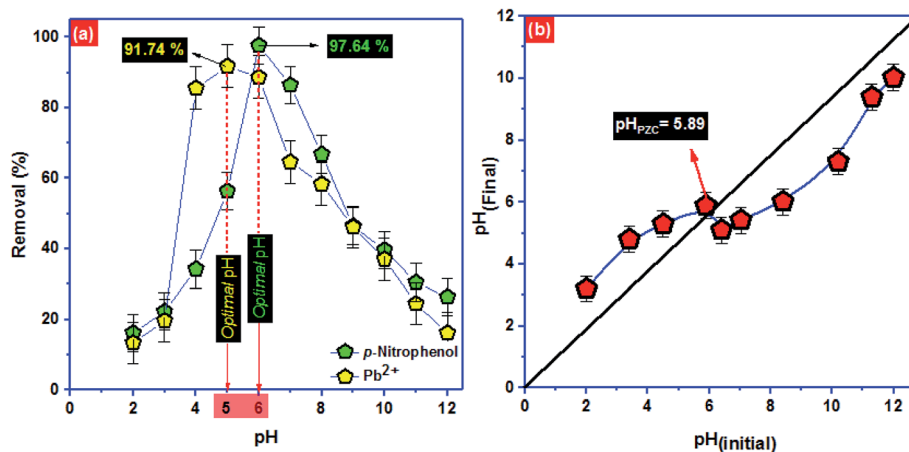 (a)
91.74 %
97.64 %
Removal (%)
100
80
60
40
20
0
Optimal pH
Optimal pH
p-Nitrophenol
Pb2+
0 2 4 5 6 8 10 12
pH
(b)
pHPZC= 5.89
pH(Final)
12
10
8
6
4
2
0
0 2 4 6 8 10 12
pH(initial)